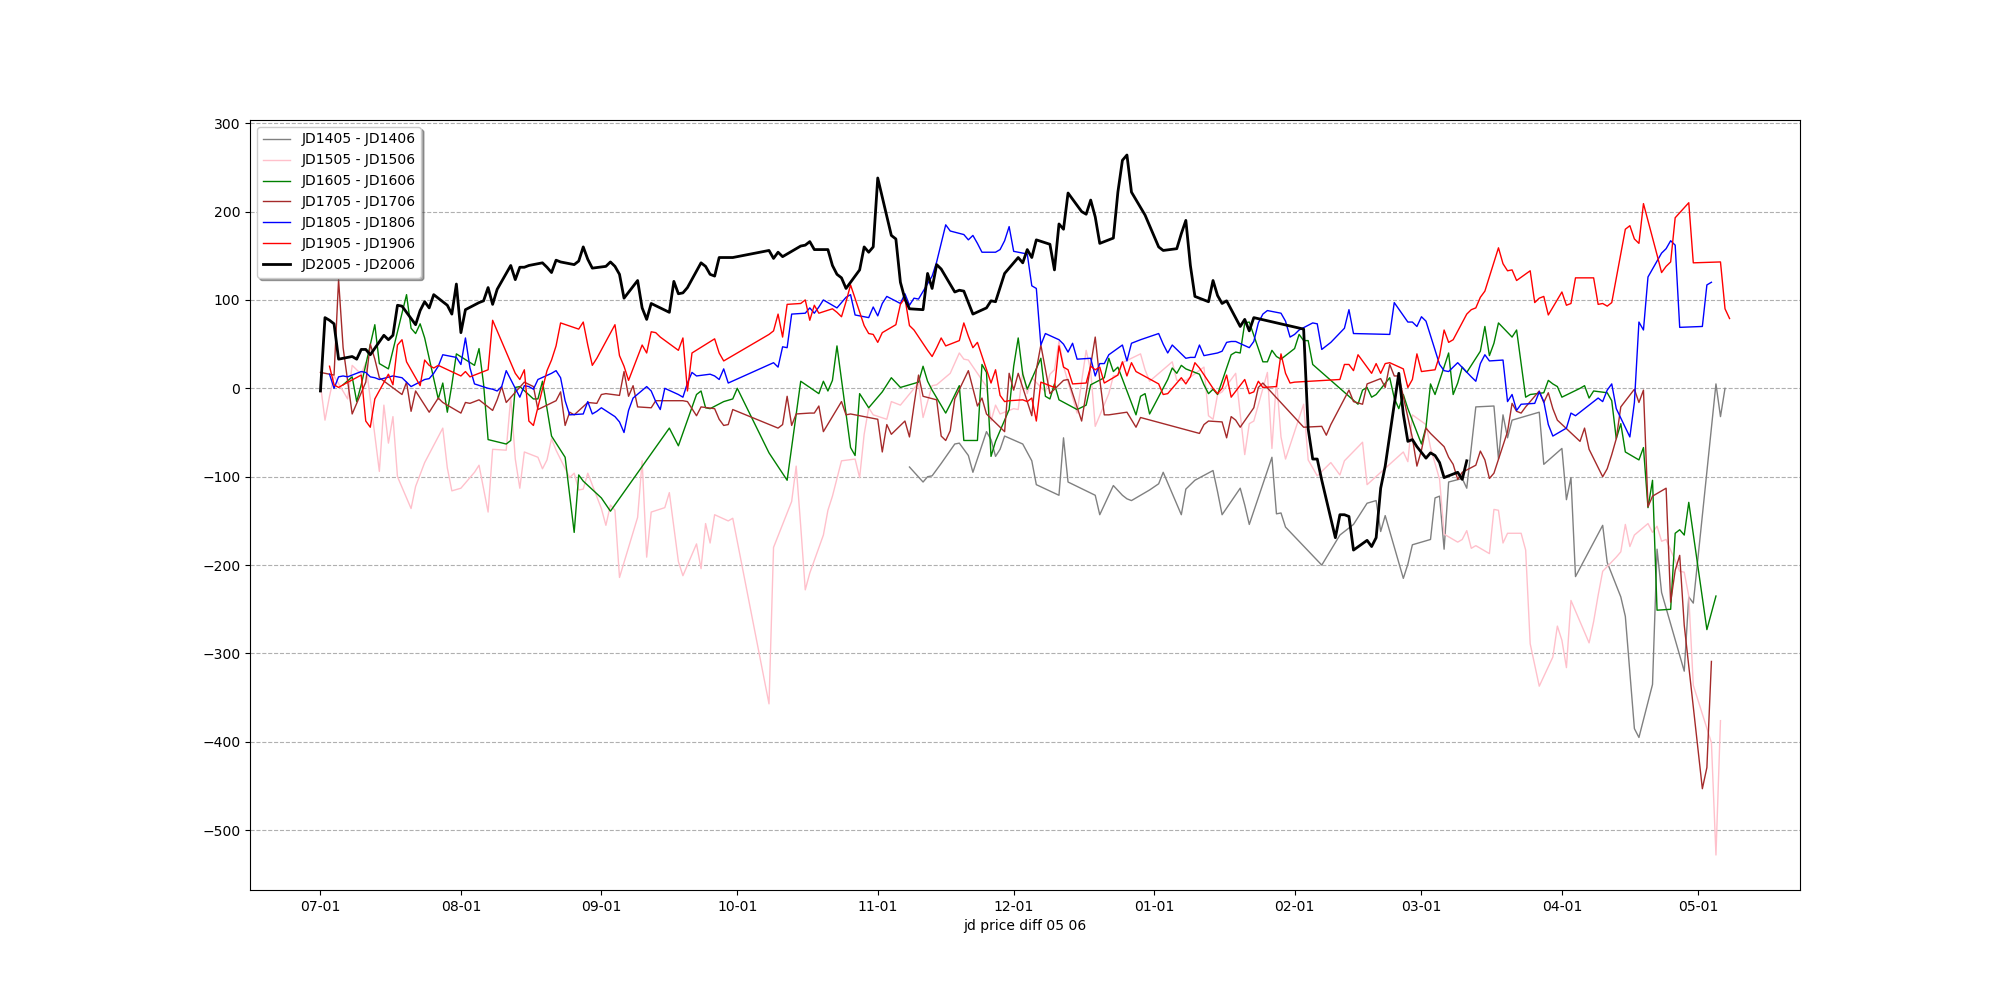 300
200
100
0
−100
−200
−300
−400
−500
JD1405 - JD1406
JD1505 - JD1506
JD1605 - JD1606
JD1705 - JD1706
JD1805 - JD1806
JD1905 - JD1906
JD2005 - JD2006
07-01 08-01 09-01 10-01 11-01 12-01 01-01 02-01 03-01 04-01 05-01
jd price diff 05 06